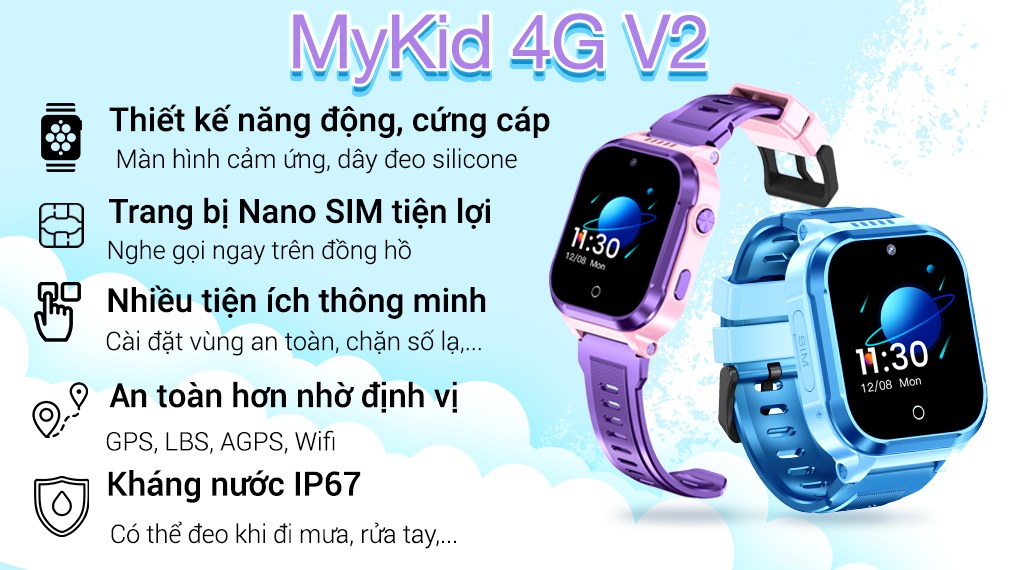 MyKid 4G V2
Thiết kế năng động, cứng cáp
Màn hình cảm ứng, dây đeo silicone
Trang bị Nano SIM tiện lợi
Nghe gọi ngay trên đồng hồ
Nhiều tiện ích thông minh
Cài đặt vùng an toàn, chặn số lạ,...
An toàn hơn nhờ định vị
GPS, LBS, AGPS, Wifi
Kháng nước IP67
Có thể đeo khi đi mưa, rửa tay,...
11:30
12/08 Mon
SIM
11:30
12/08 Mon